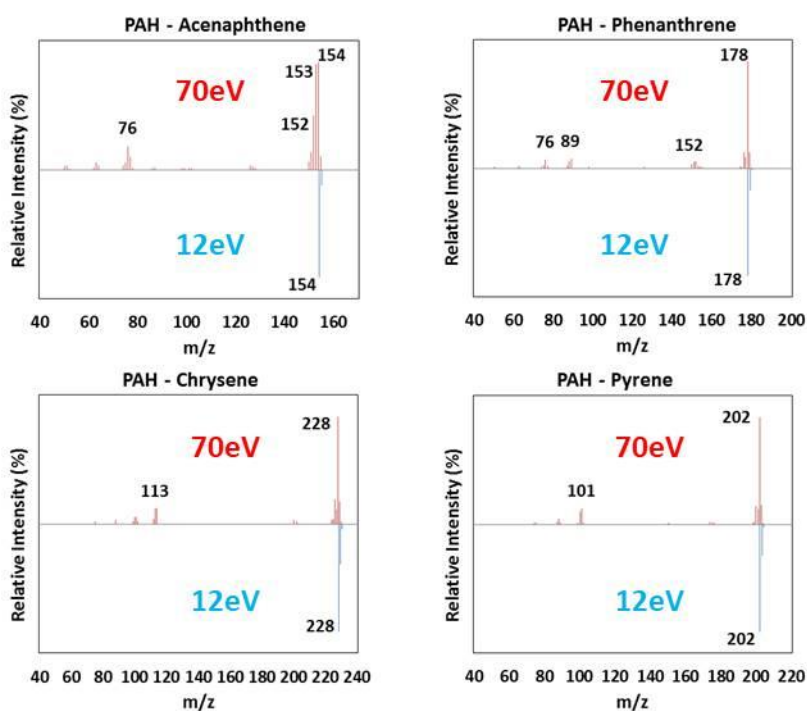 PAH - Acenaphthene
154
153
70eV
152
76
Relative Intensity (%)
12eV
154
40 60 80 100 120 140 160
m/z
PAH - Phenanthrene
178
70eV
76 89
152
Relative Intensity (%)
12eV
178
40 60 80 100 120 140 160 180 200
m/z
PAH - Chrysene
228
70eV
113
Relative Intensity (%)
12eV
228
40 60 80 100 120 140 160 180 200 220 240
m/z
PAH - Pyrene
202
70eV
101
Relative Intensity (%)
12eV
202
40 60 80 100 120 140 160 180 200 220
m/z